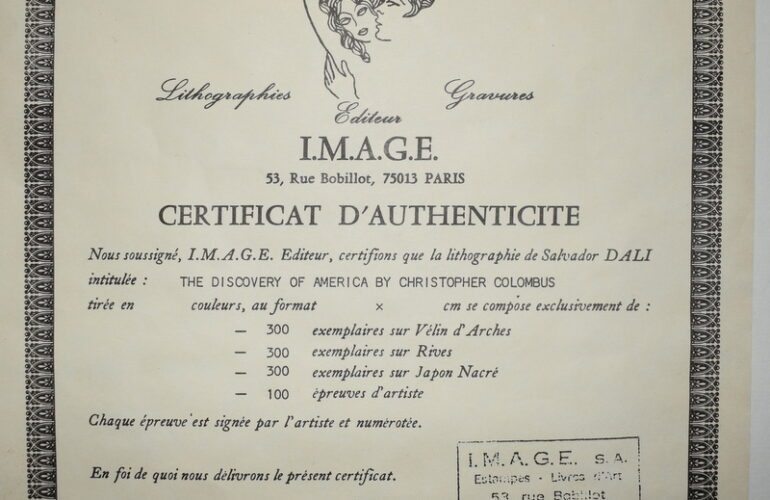 Lithographies Gravures
Editeur
I.M.A.G.E.
53, Rue Bobillot, 75013 PARIS
CERTIFICAT D'AUTHENTICITE
Nous soussigné, I.M.A.G.E. Editeur, certifions que la lithographie de Salvador DALI
intitulée : THE DISCOVERY OF AMERICA BY CHRISTOPHER COLOMBUS
tirée en couleurs, au format × cm se compose exclusivement de :
— 300 exemplaires sur Vélin d'Arches
— 300 exemplaires sur Rives
— 300 exemplaires sur Japon Nacré
— 100 épreuves d'artiste
Chaque épreuve est signée par l'artiste et numérotée.
En foi de quoi nous délivrons le présent certificat.
I.M.A.G.E. S.A.
Estampes - Livres d'Art
53 rue Bobillot